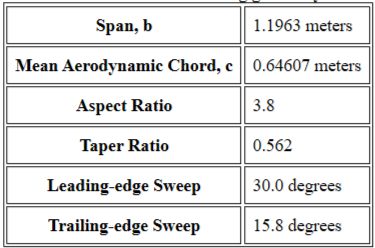 Span, b 1.1963 meters
Mean Aerodynamic Chord, c 0.64607 meters
Aspect Ratio 3.8
Taper Ratio 0.562
Leading-edge Sweep 30.0 degrees
Trailing-edge Sweep 15.8 degrees